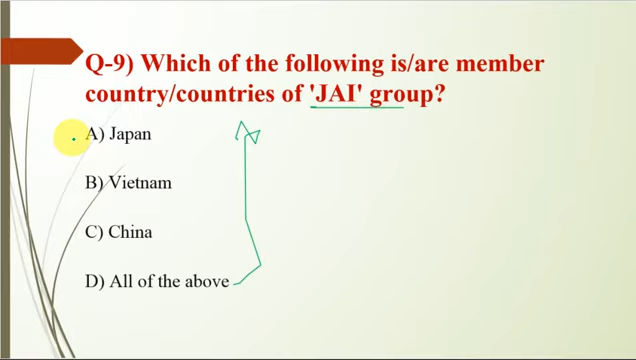 Q-9) Which of the following is/are member
country/countries of 'JAI' group?
A) Japan
B) Vietnam
C) China
D) All of the above